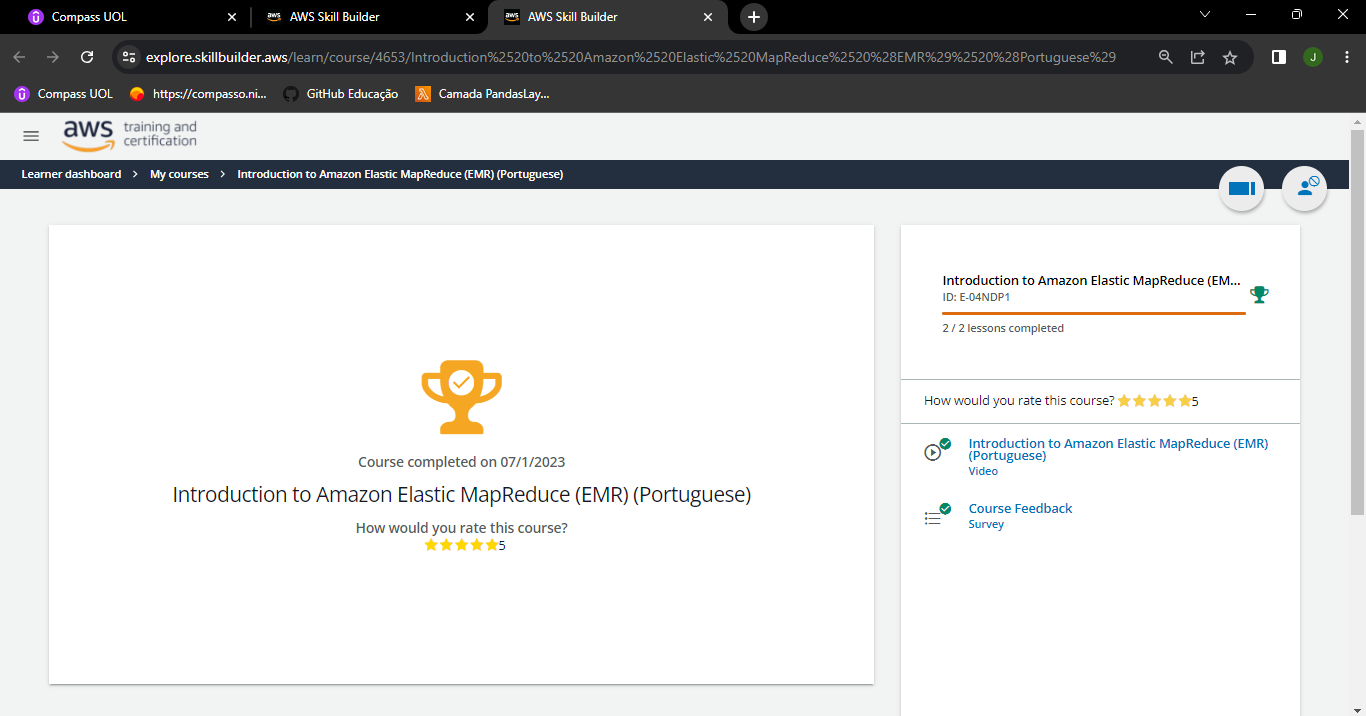 Compass UOL
AWS Skill Builder
AWS Skill Builder
explore.skillbuilder.aws/learn/course/4653/Introduction%2520to%2520Amazon%2520Elastic%2520MapReduce%2520%28EMR%29%2520%28Portuguese%29
J
Compass UOL
https://compasso.ni...
GitHub Educação
Camada PandasLay...
aws training and
certification
Learner dashboard > My courses > Introduction to Amazon Elastic MapReduce (EMR) (Portuguese)
Course completed on 07/1/2023
Introduction to Amazon Elastic MapReduce (EMR) (Portuguese)
How would you rate this course?
5
Introduction to Amazon Elastic MapReduce (EM...
ID: E-04NDP1
2 / 2 lessons completed
How would you rate this course? 5
Introduction to Amazon Elastic MapReduce (EMR)
(Portuguese)
Video
Course Feedback
Survey